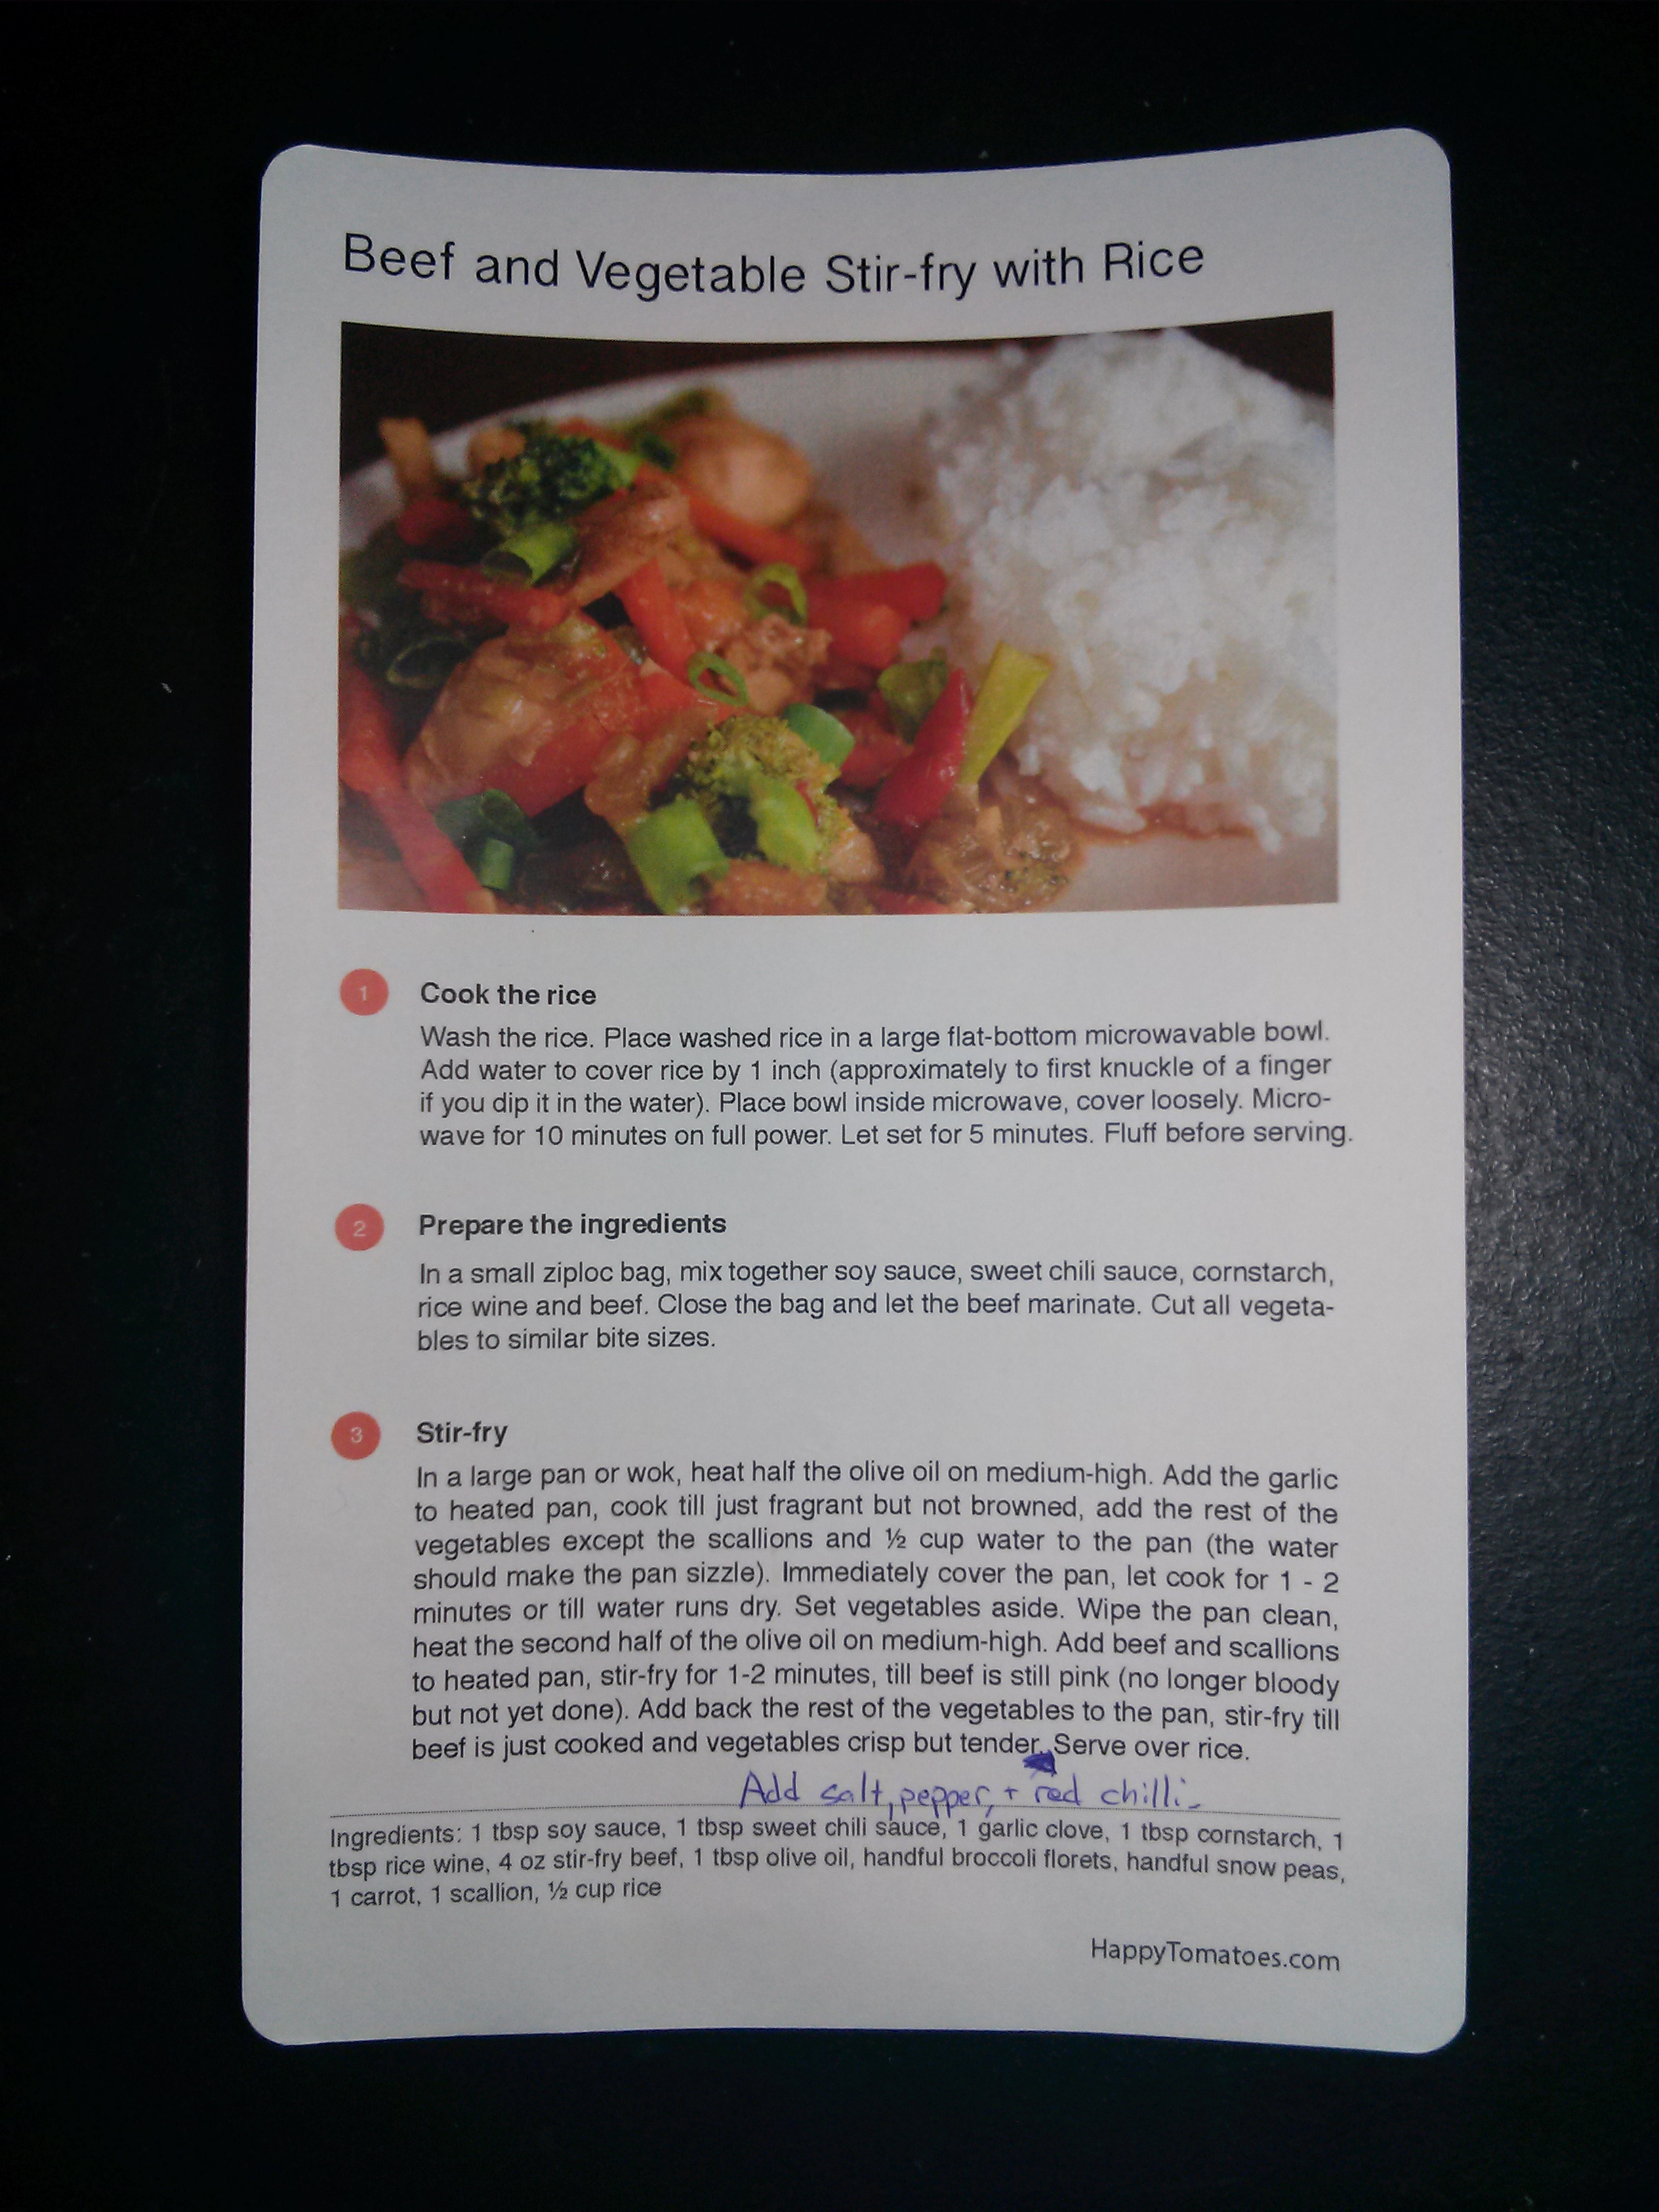 Beef and Vegetable Stir-fry with Rice
1
Cook the rice
Wash the rice. Place washed rice in a large flat-bottom microwavable bowl.
Add water to cover rice by 1 inch (approximately to first knuckle of a finger
if you dip it in the water). Place bowl inside microwave, cover loosely. Micro-
wave for 10 minutes on full power. Let set for 5 minutes. Fluff before serving.
2
Prepare the ingredients
In a small ziploc bag, mix together soy sauce, sweet chili sauce, cornstarch,
rice wine and beef. Close the bag and let the beef marinate. Cut all vegeta-
bles to similar bite sizes.
3
Stir-fry
In a large pan or wok, heat half the olive oil on medium-high. Add the garlic
to heated pan, cook till just fragrant but not browned, add the rest of the
vegetables except the scallions and ½ cup water to the pan (the water
should make the pan sizzle). Immediately cover the pan, let cook for 1 - 2
minutes or till water runs dry. Set vegetables aside. Wipe the pan clean,
heat the second half of the olive oil on medium-high. Add beef and scallions
to heated pan, stir-fry for 1-2 minutes, till beef is still pink (no longer bloody
but not yet done). Add back the rest of the vegetables to the pan, stir-fry till
beef is just cooked and vegetables crisp but tender. Serve over rice.
Add salt, pepper, + red chilli.
Ingredients: 1 tbsp soy sauce, 1 tbsp sweet chili sauce, 1 garlic clove, 1 tbsp cornstarch, 1
tbsp rice wine, 4 oz stir-fry beef, 1 tbsp olive oil, handful broccoli florets, handful snow peas,
1 carrot, 1 scallion, ½ cup rice
HappyTomatoes.com